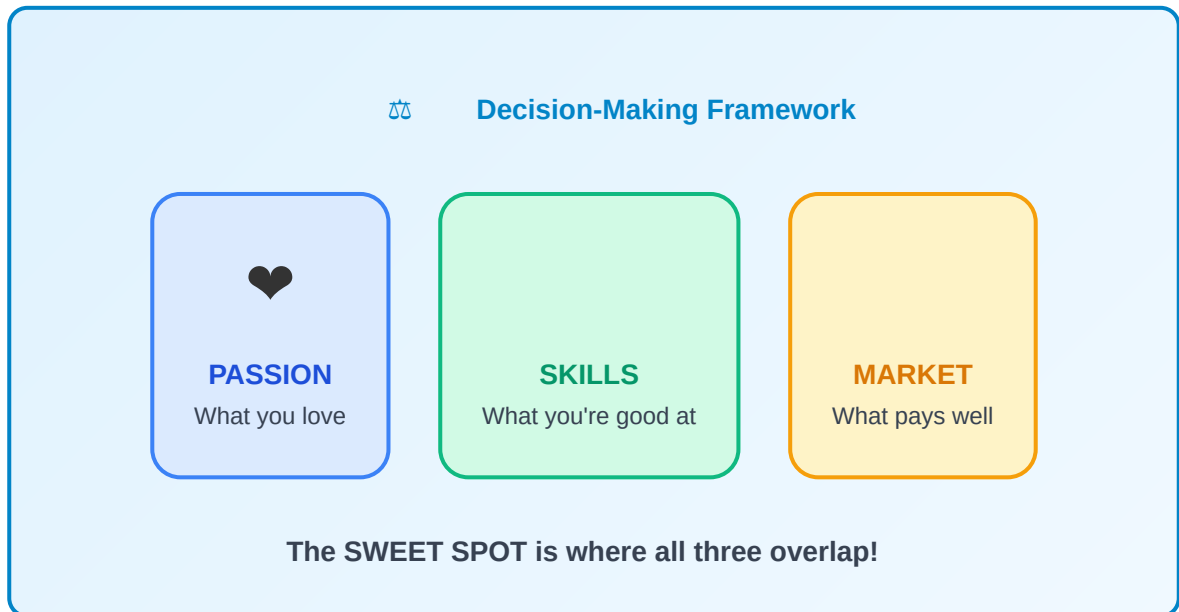 ⚖ Decision-Making Framework
❤
PASSION
What you love
SKILLS
What you're good at
MARKET
What pays well
The SWEET SPOT is where all three overlap!